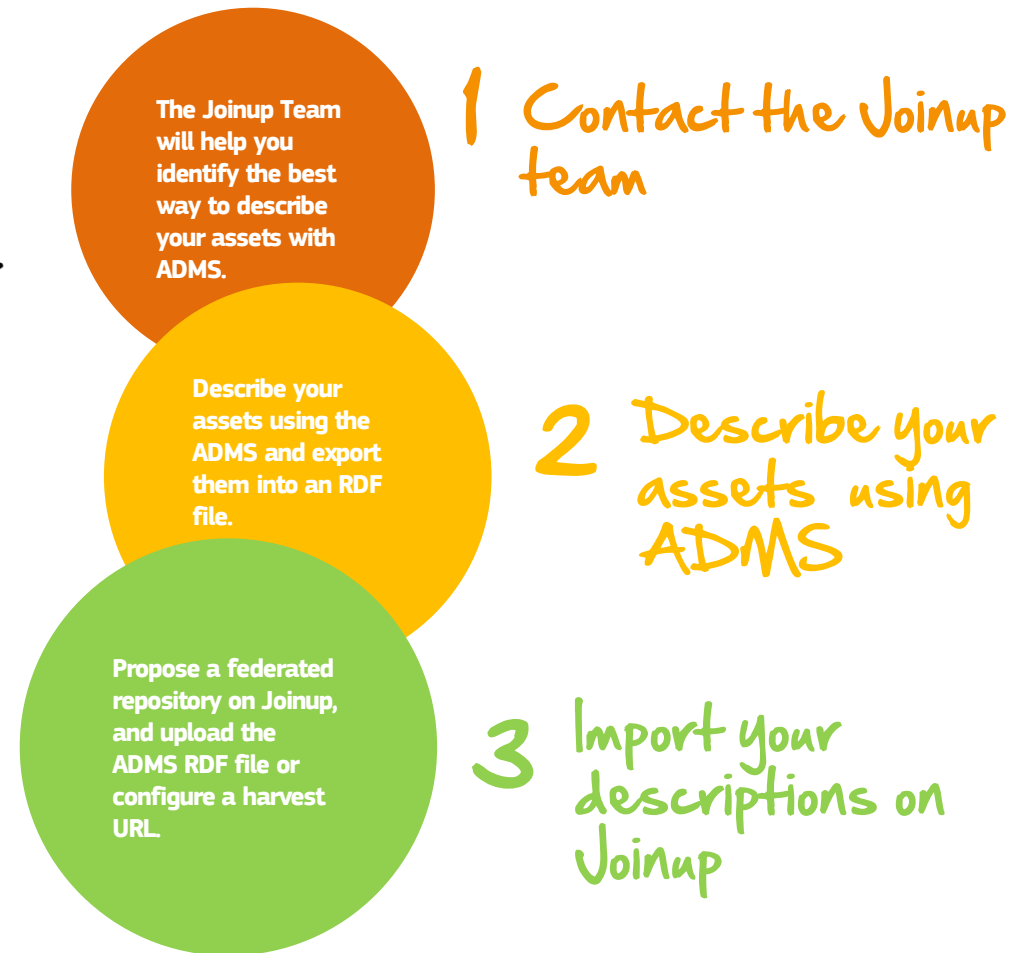 The Joinup Team
will help you
identify the best
way to describe
your assets with
ADMS.
1 Contact the Joinup
team
Describe your
assets using the
ADMS and export
them into an RDF
file.
2 Describe your
assets using
ADMS
Propose a federated
repository on Joinup,
and upload the
ADMS RDF file or
configure a harvest
URL.
3 Import your
descriptions on
Joinup